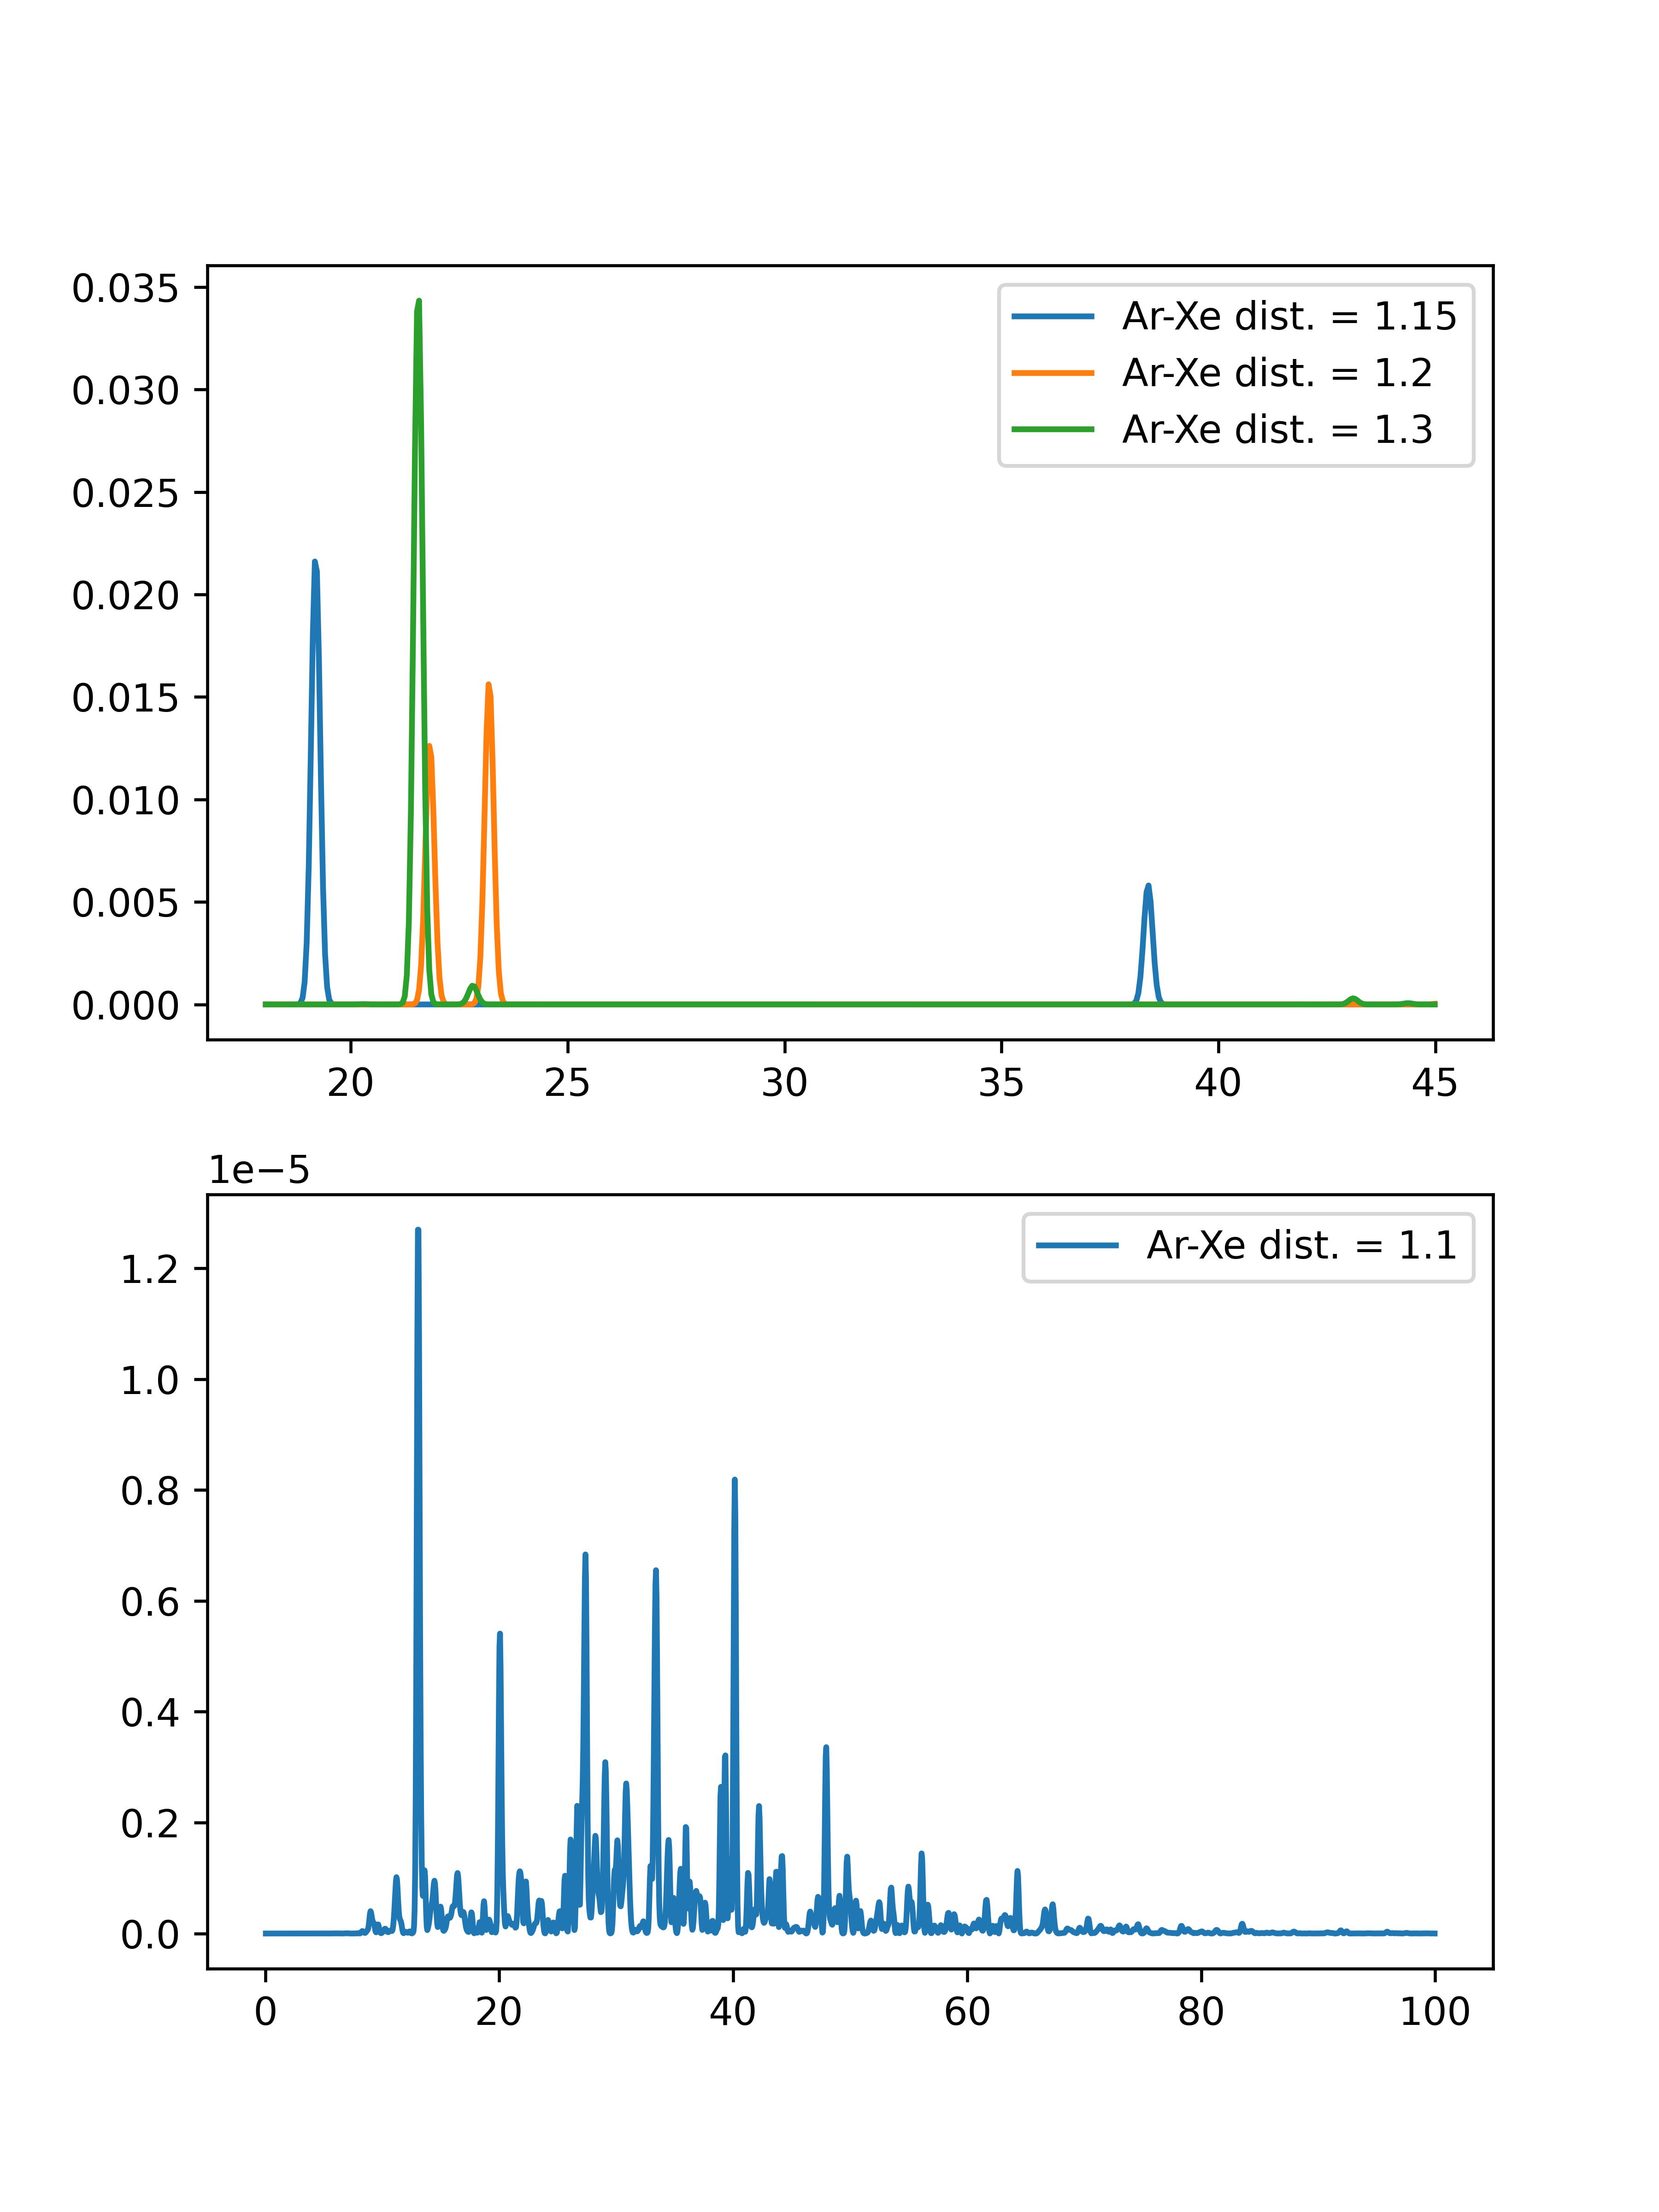 0.035
0.030
0.025
0.020
0.015
0.010
0.005
0.000
Ar-Xe dist. = 1.15
Ar-Xe dist. = 1.2
Ar-Xe dist. = 1.3
20 25 30 35 40 45
1e−5
1.2
1.0
0.8
0.6
0.4
0.2
0.0
Ar-Xe dist. = 1.1
0 20 40 60 80 100